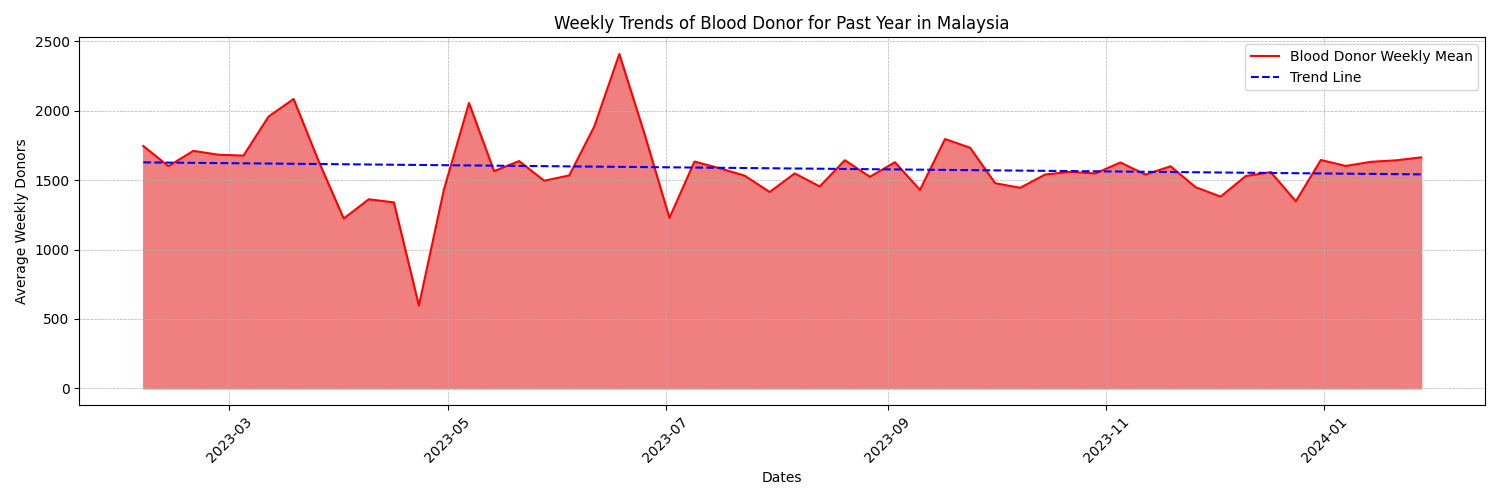 Weekly Trends of Blood Donor for Past Year in Malaysia
Blood Donor Weekly Mean
Trend Line
Average Weekly Donors
2500
2000
1500
1000
500
0
2023-03
2023-05
2023-07
2023-09
2023-11
2024-01
Dates